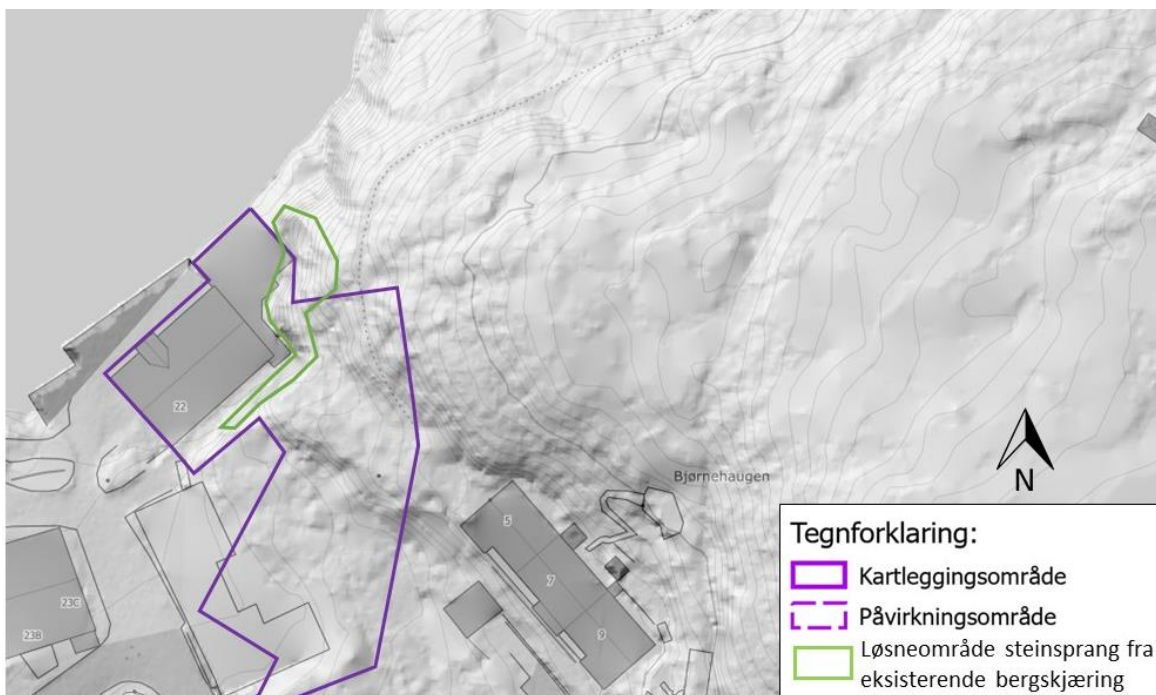 22
Bjørnehaugen
5
7
9
23C
23B
N
Tegnforklaring:
Kartleggingsområde
Påvirkningsområde
Løsneområde steinsprang fra
eksisterende bergskjæring